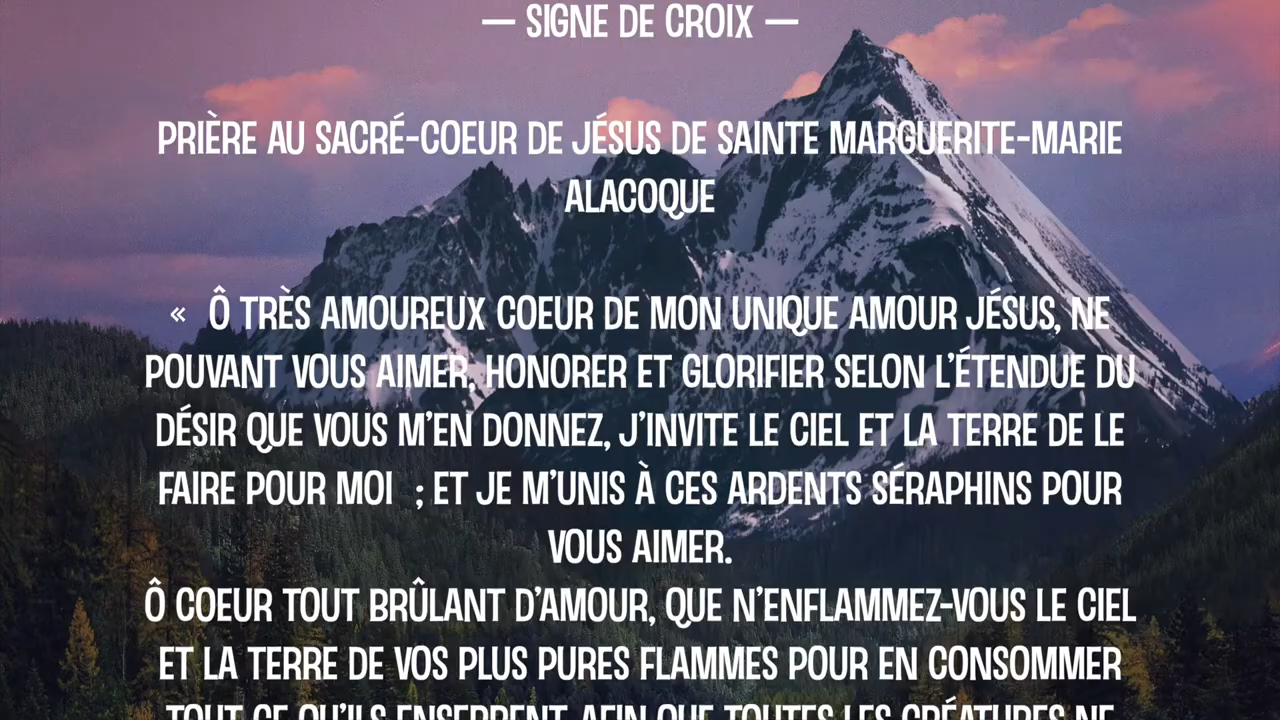 — SIGNE DE CROIX —
PRIÈRE AU SACRÉ-COEUR DE JÉSUS DE SAINTE MARGUERITE-MARIE
ALACOQUE
« Ô TRÈS AMOUREUX COEUR DE MON UNIQUE AMOUR JÉSUS, NE
POUVANT VOUS AIMER, HONORER ET GLORIFIER SELON L’ÉTENDUE DU
DÉSIR QUE VOUS M’EN DONNEZ, J’INVITE LE CIEL ET LA TERRE DE LE
FAIRE POUR MOI ; ET JE M’UNIS À CES ARDENTS SÉRAPHINS POUR
VOUS AIMER.
Ô COEUR TOUT BRÛLANT D’AMOUR, QUE N’ENFLAMMEZ-VOUS LE CIEL
ET LA TERRE DE VOS PLUS PURES FLAMMES POUR EN CONSOMMER
TOUT CE QU’ILS ENSERRENT, AFIN QUE TOUTES LES CRÉATURES NE